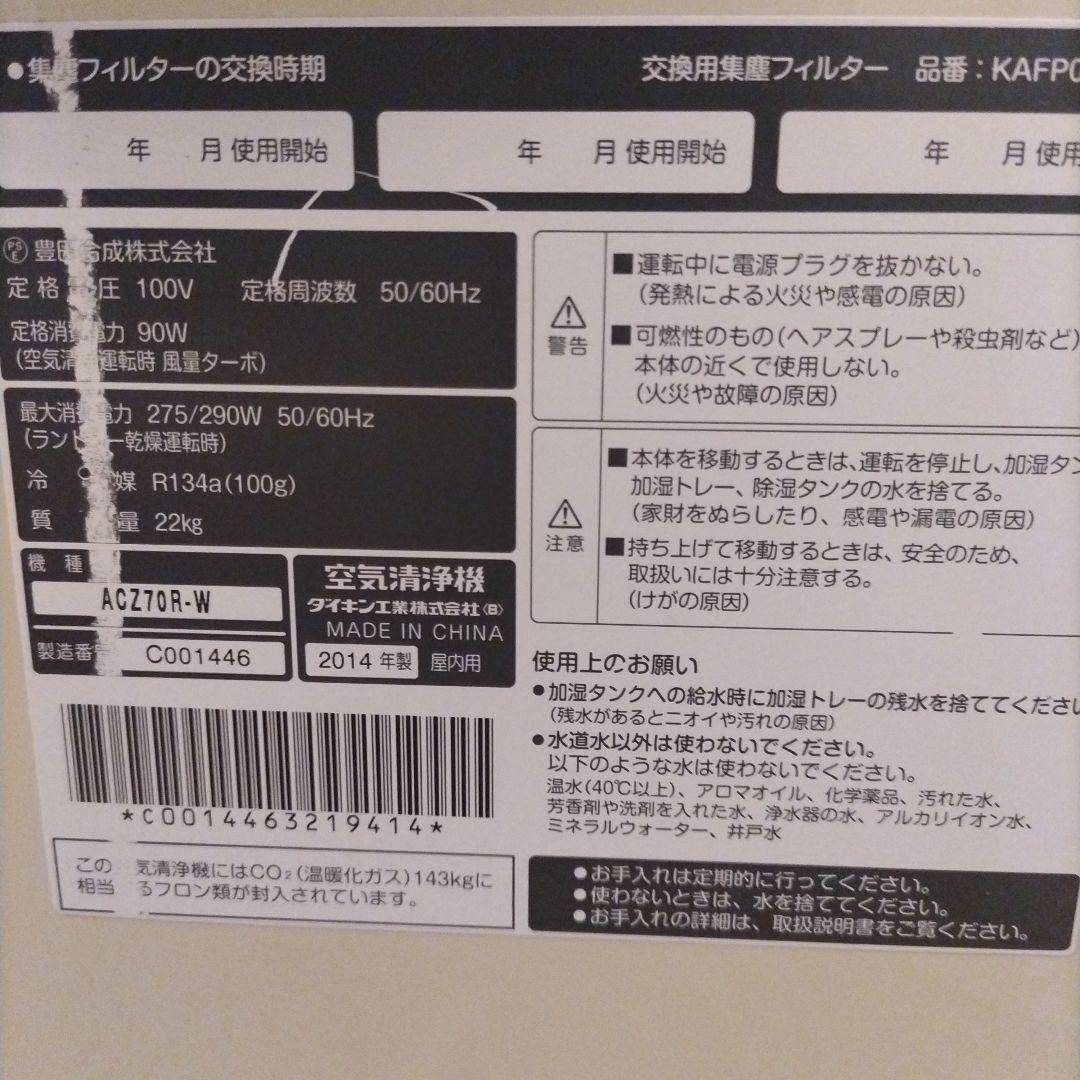 ●集塵フィルターの交換時期
交換用集塵フィルター 品番：KAFP0
年 月 使用開始
年 月 使用開始
年 月 使用
PSE 豊田合成株式会社
定格電圧 100V 定格周波数 50/60Hz
定格消費電力 90W
(空気清浄運転時 風量ターボ)
最大消費電力 275/290W 50/60Hz
(ランドリー乾燥運転時)
冷媒 R134a(100g)
質量 22kg
機種
ACZ70R-W
製造番号 C001446
空気清浄機
ダイキン工業株式会社〈B〉
MADE IN CHINA
2014 年製 屋内用
*C0014463219414*
この 気清浄機にはCO₂(温暖化ガス)143kgに
相当 るフロン類が封入されています。
警告
■運転中に電源プラグを抜かない。
(発熱による火災や感電の原因)
■可燃性のもの(ヘアスプレーや殺虫剤など)
本体の近くで使用しない。
(火災や故障の原因)
注意
■本体を移動するときは、運転を停止し、加湿タン
加湿トレー、除湿タンクの水を捨てる。
(家財をぬらしたり、感電や漏電の原因)
■持ち上げて移動するときは、安全のため、
取扱いには十分注意する。
(けがの原因)
使用上のお願い
●加湿タンクへの給水時に加湿トレーの残水を捨ててくださ
(残水があるとニオイや汚れの原因)
●水道水以外は使わないでください。
以下のような水は使わないでください。
温水(40℃以上)、アロマオイル、化学薬品、汚れた水、
芳香剤や洗剤を入れた水、浄水器の水、アルカリイオン水、
ミネラルウォーター、井戸水
●お手入れは定期的に行ってください。
●使わないときは、水を捨ててください。
●お手入れの詳細は、取扱説明書をご覧ください。